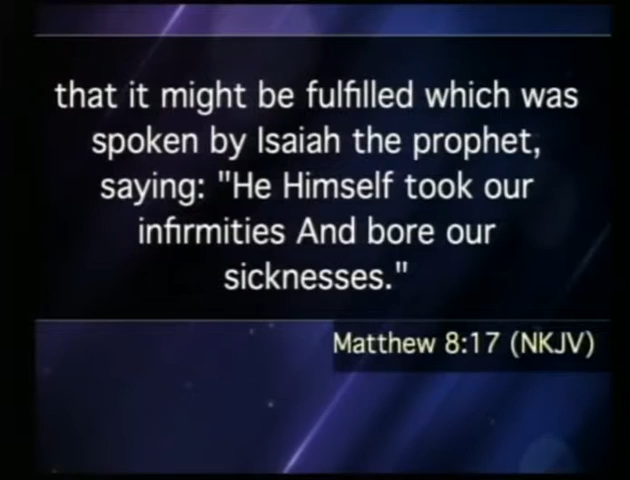 that it might be fulfilled which was
spoken by Isaiah the prophet,
saying: "He Himself took our
infirmities And bore our
sicknesses."
Matthew 8:17 (NKJV)